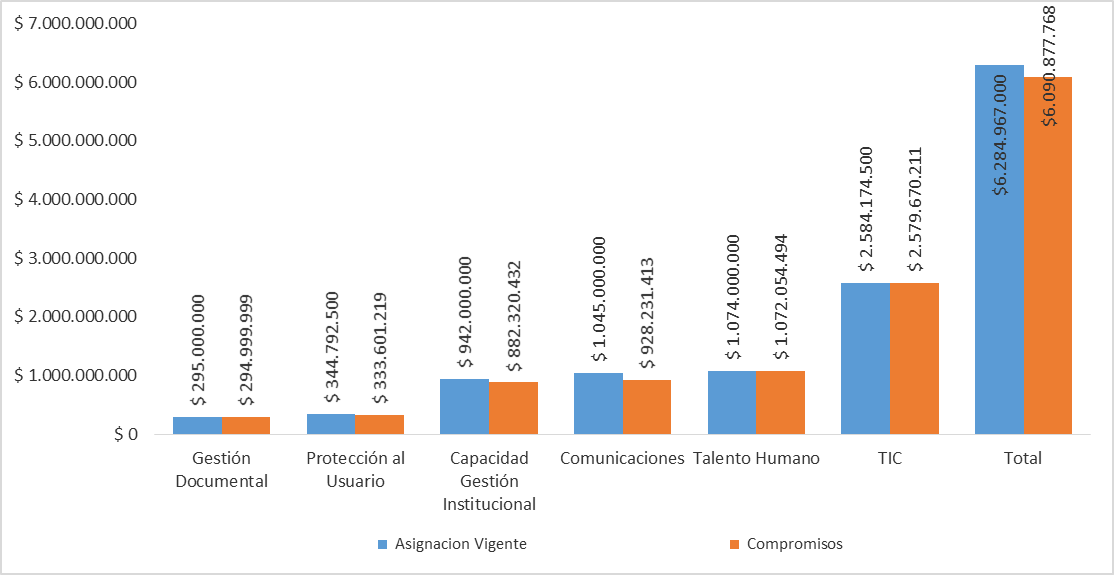 $ 7.000.000.000
$ 6.000.000.000
$ 5.000.000.000
$ 4.000.000.000
$ 3.000.000.000
$ 2.000.000.000
$ 1.000.000.000
$ 0
$ 295.000.000
$ 294.999.999
$ 344.792.500
$ 333.601.219
$ 942.000.000
$ 882.320.432
$ 1.045.000.000
$ 928.231.413
$ 1.074.000.000
$ 1.072.054.494
$ 2.584.174.500
$ 2.579.670.211
$6.284.967.000
$6.090.877.768
Gestión
Documental
Protección al
Usuario
Capacidad
Gestión
Institucional
Comunicaciones
Talento Humano
TIC
Total
Asignacion Vigente
Compromisos